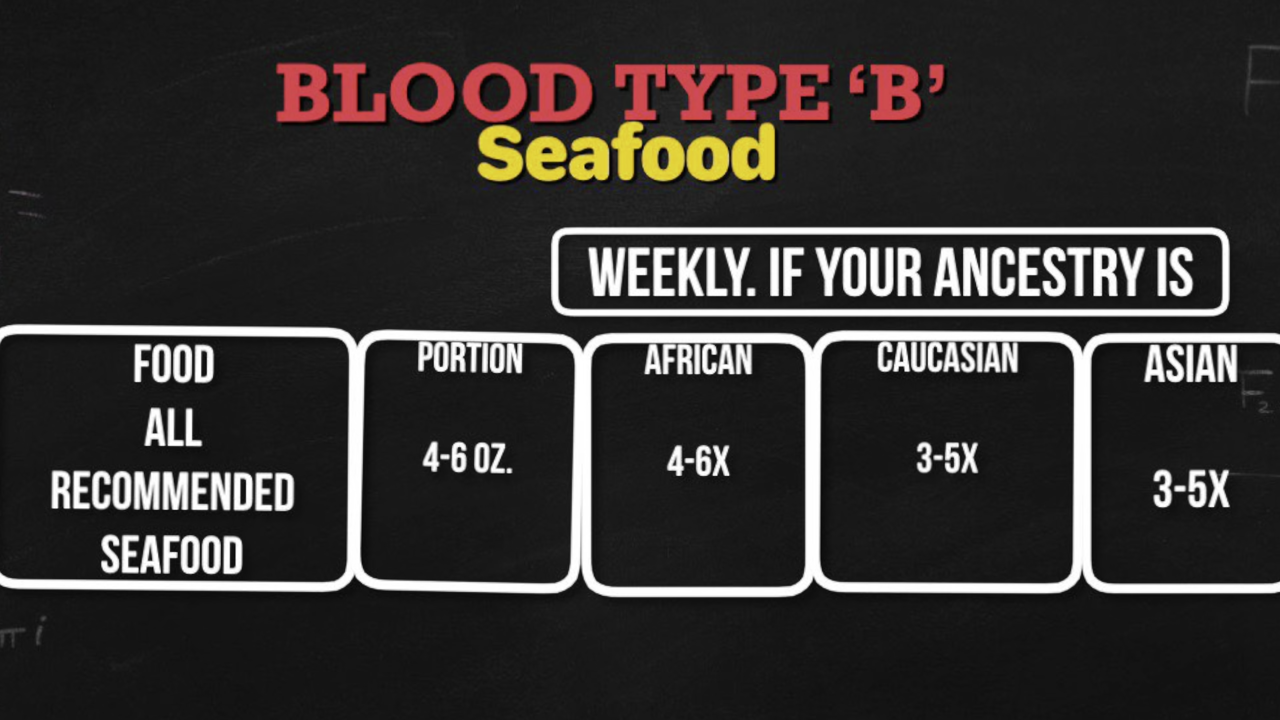 BLOOD TYPE ‘B’
Seafood
WEEKLY. IF YOUR ANCESTRY IS
FOOD
ALL
RECOMMENDED
SEAFOOD
PORTION
4-6 OZ.
AFRICAN
4-6X
CAUCASIAN
3-5X
ASIAN
3-5X
F₂
π i